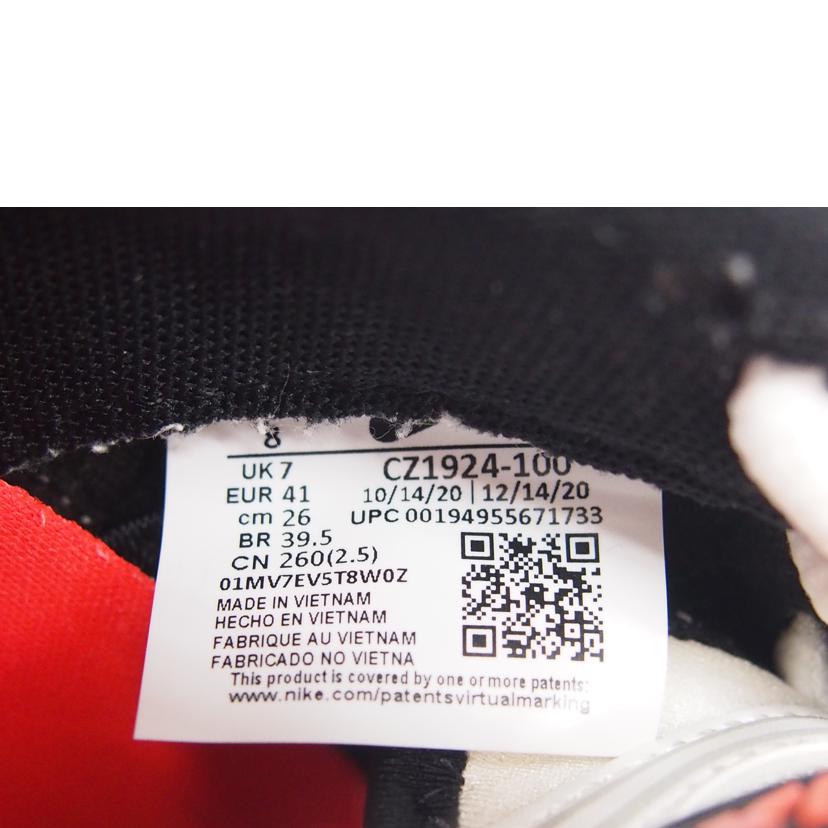 8
UK 7 CZ1924-100
EUR 41 10/14/20 | 12/14/20
cm 26 UPC 00194955671733
BR 39.5
CN 260(2.5)
01MV7EV5T8W0Z
MADE IN VIETNAM
HECHO EN VIETNAM
FABRIQUE AU VIETNAM
FABRICADO NO VIETNA
This product is covered by one or more patents:
www.nike.com/patentsvirtualmarking